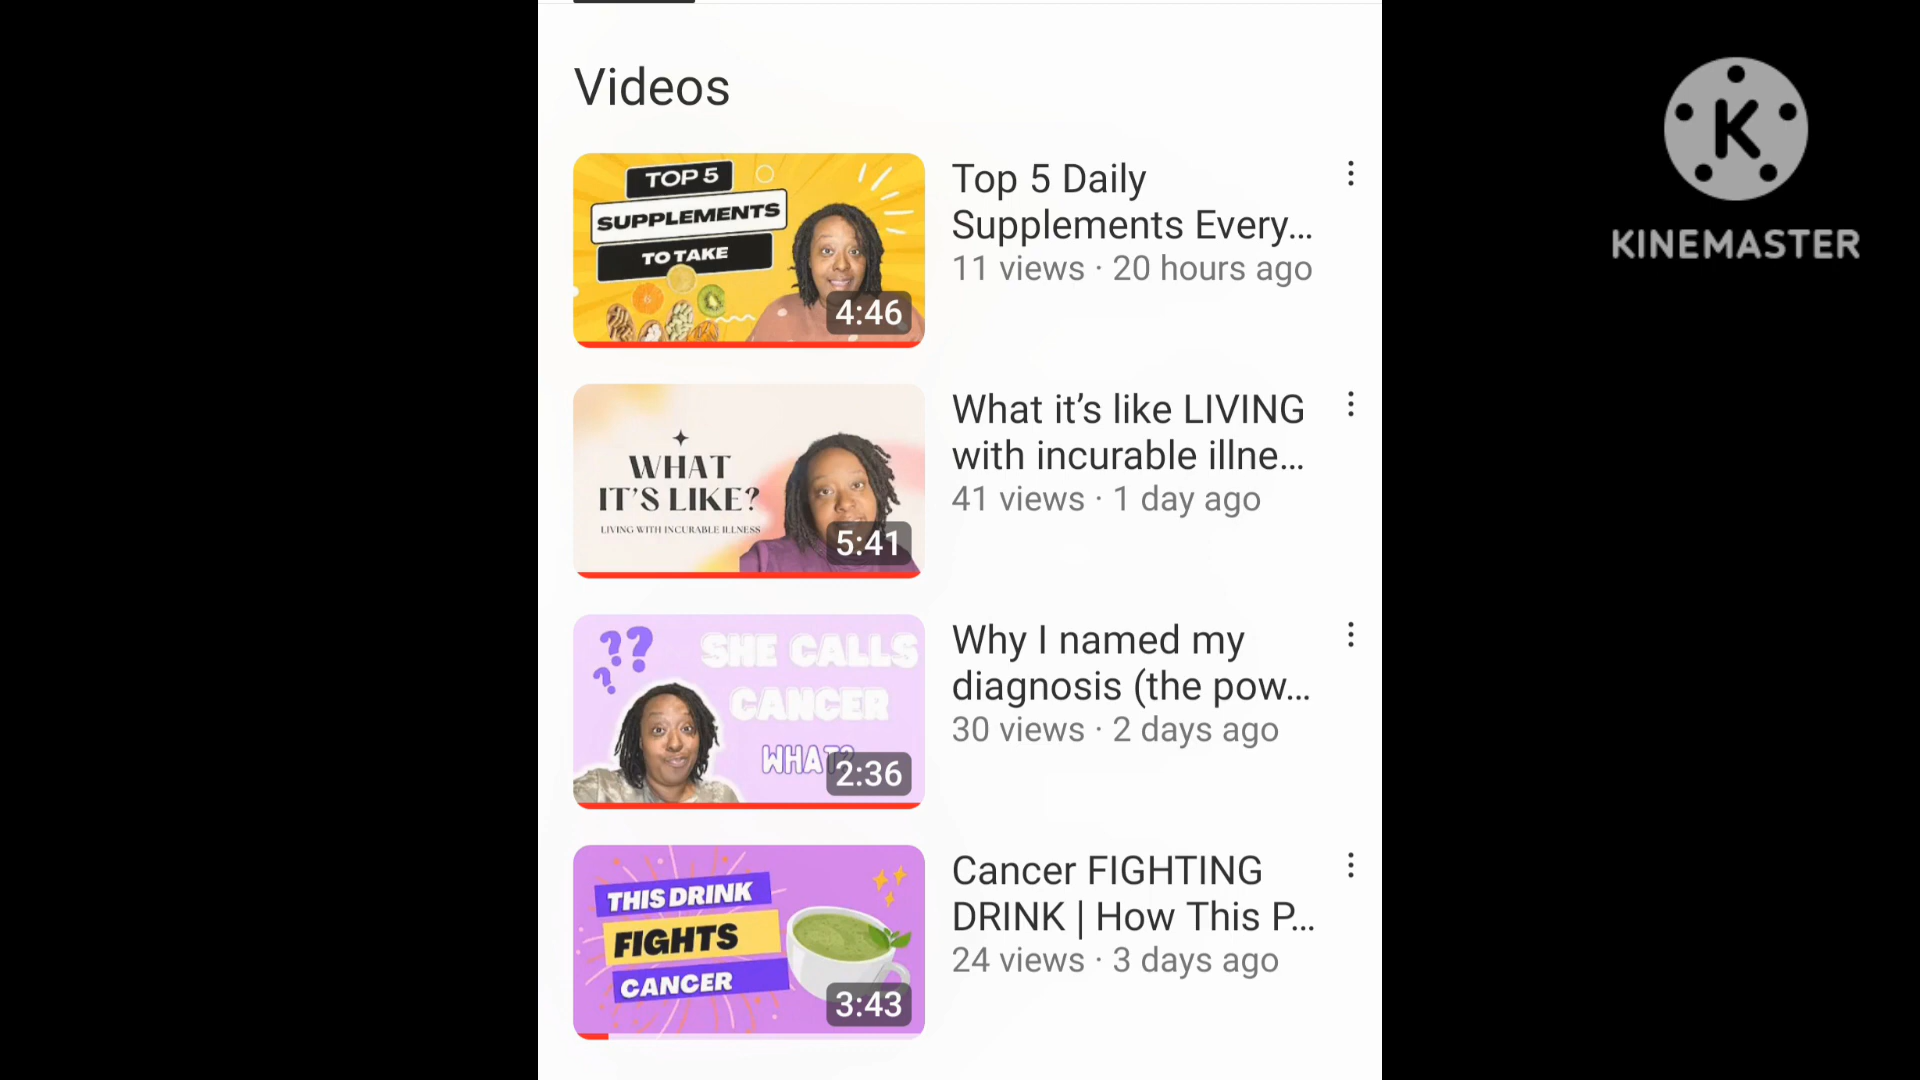 Videos
TOP 5
SUPPLEMENTS
TO TAKE
4:46
Top 5 Daily
Supplements Every...
11 views · 20 hours ago
WHAT
IT'S LIKE?
LIVING WITH INCURABLE ILLNESS
5:41
What it’s like LIVING
with incurable illne...
41 views · 1 day ago
??
?
SHE CALLS
CANCER
WHAT?
2:36
Why I named my
diagnosis (the pow...
30 views · 2 days ago
THIS DRINK
FIGHTS
CANCER
3:43
Cancer FIGHTING
DRINK | How This P...
24 views · 3 days ago
K
KINEMASTER